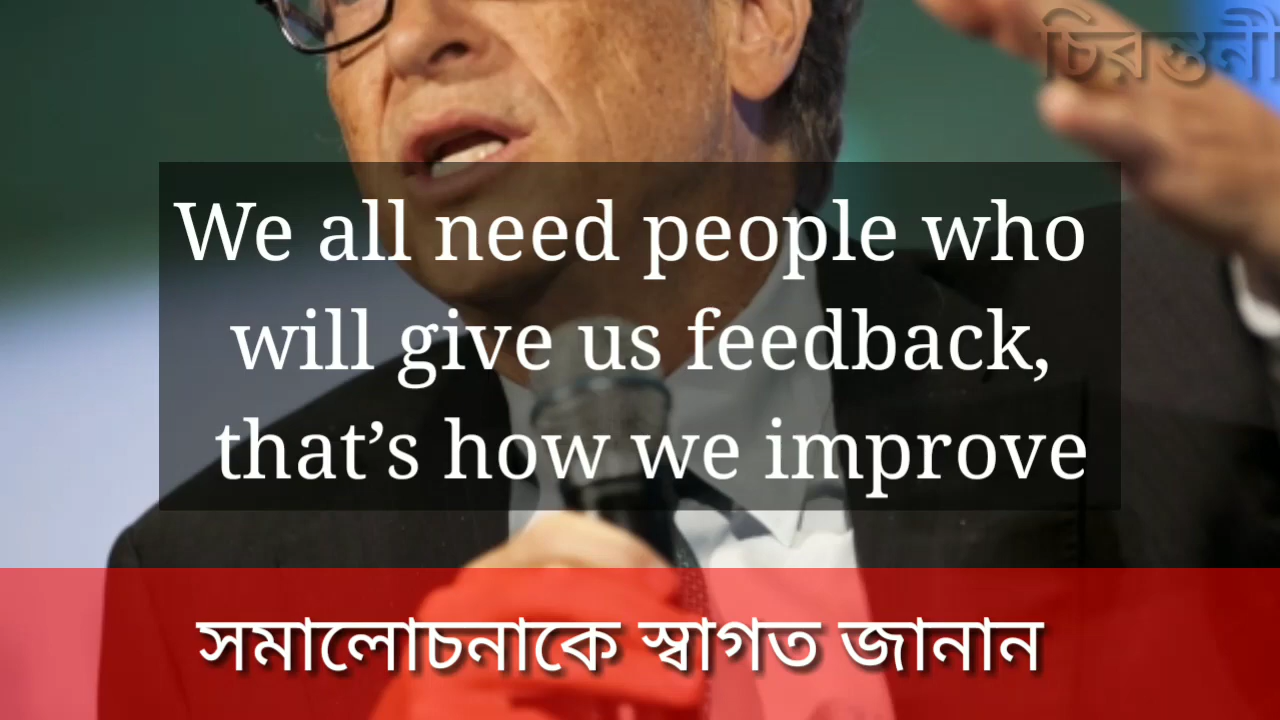 চিরন্তনী
We all need people who
will give us feedback,
that’s how we improve
সমালোচনাকে স্বাগত জানান